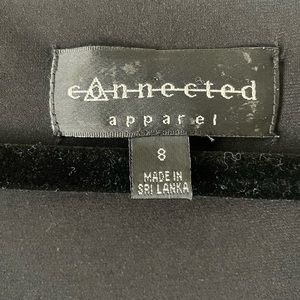 connected
apparel
8
MADE IN
SRI LANKA